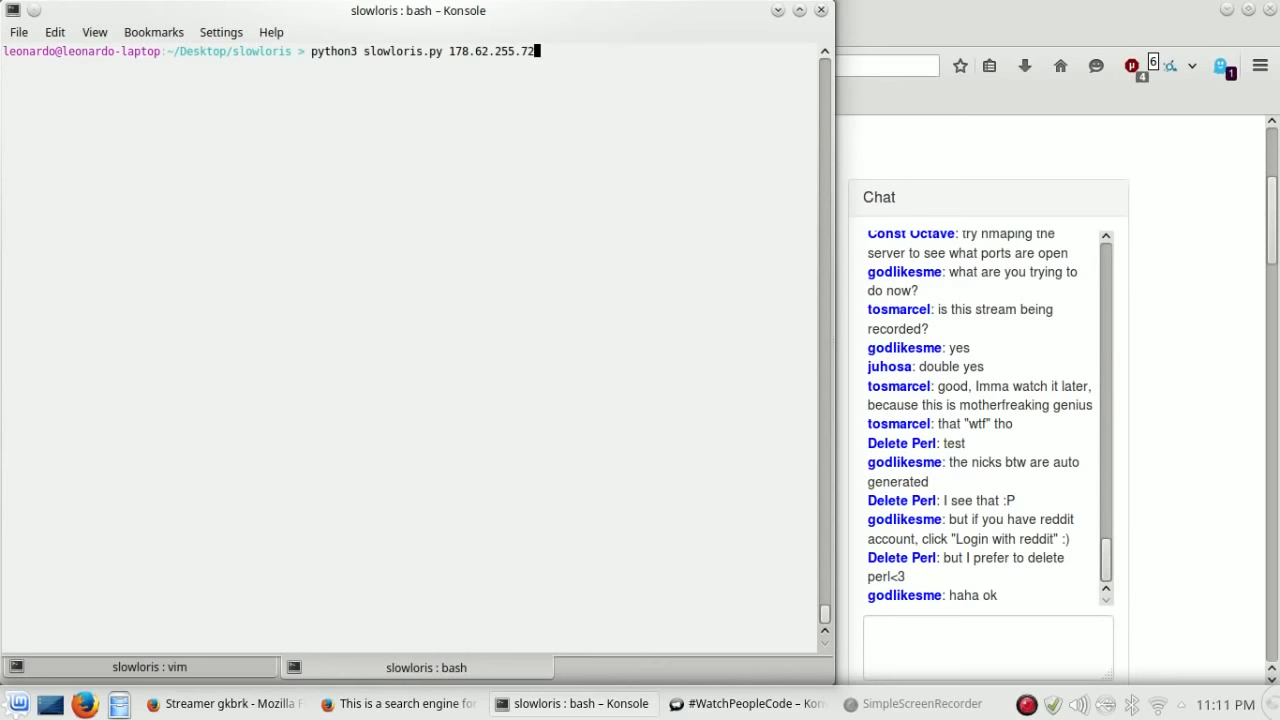 slowloris : bash – Konsole
File Edit View Bookmarks Settings Help
leonardo@leonardo-laptop:~/Desktop/slowloris > python3 slowloris.py 178.62.255.72
4
6
1
Chat
Const Octave: try nmaping the
server to see what ports are open
godlikesme: what are you trying to
do now?
tosmarcel: is this stream being
recorded?
godlikesme: yes
juhosa: double yes
tosmarcel: good, Imma watch it later,
because this is motherfreaking genius
tosmarcel: that "wtf" tho
Delete Perl: test
godlikesme: the nicks btw are auto
generated
Delete Perl: I see that :P
godlikesme: but if you have reddit
account, click "Login with reddit" :)
Delete Perl: but I prefer to delete
perl<3
godlikesme: haha ok
slowloris : vim
slowloris : bash
Streamer gkbrk - Mozilla F
This is a search engine for
slowloris : bash – Konsole
#WatchPeopleCode – Kon
SimpleScreenRecorder
11:11 PM